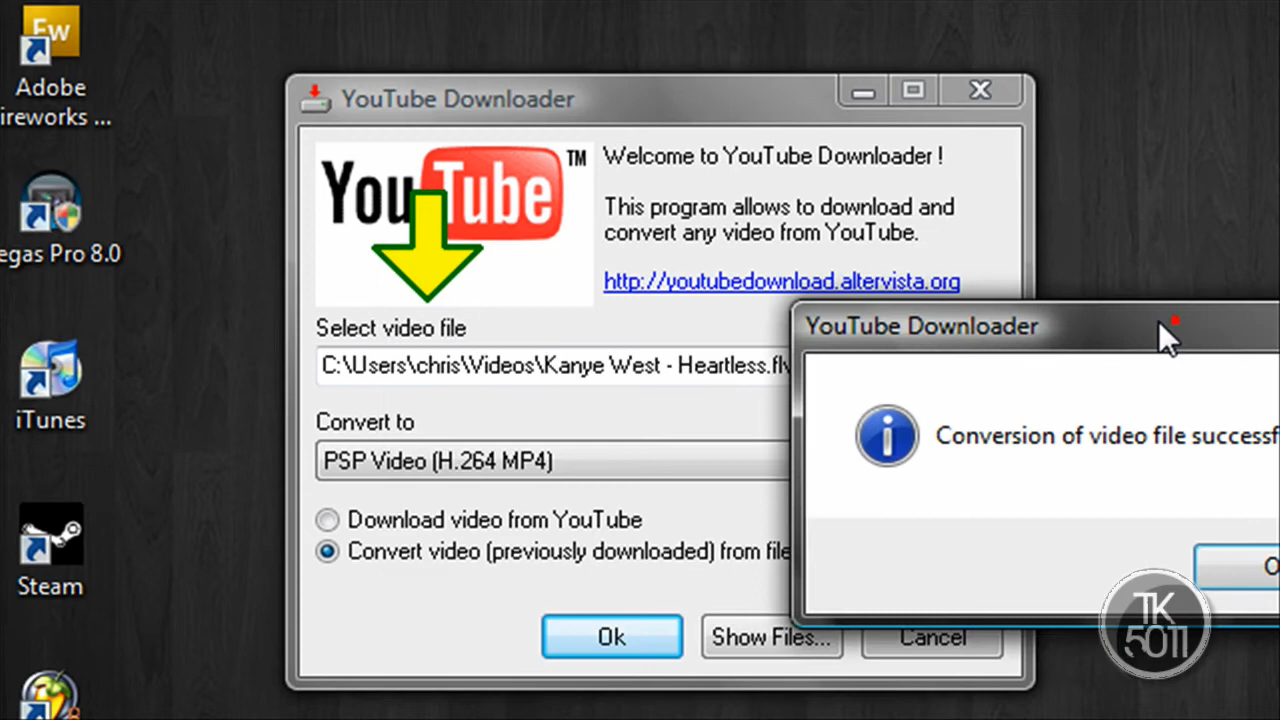 Fw
Adobe
ireworks ...
egas Pro 8.0
iTunes
Steam
YouTube Downloader
YouTube™
Welcome to YouTube Downloader !
This program allows to download and
convert any video from YouTube.
http://youtubedownload.altervista.org
Select video file
C:\Users\chris\Videos\Kanye West - Heartless.flv
Convert to
PSP Video (H.264 MP4)
Download video from YouTube
Convert video (previously downloaded) from file
Ok
Show Files...
Cancel
YouTube Downloader
Conversion of video file successf
O
TK
5011